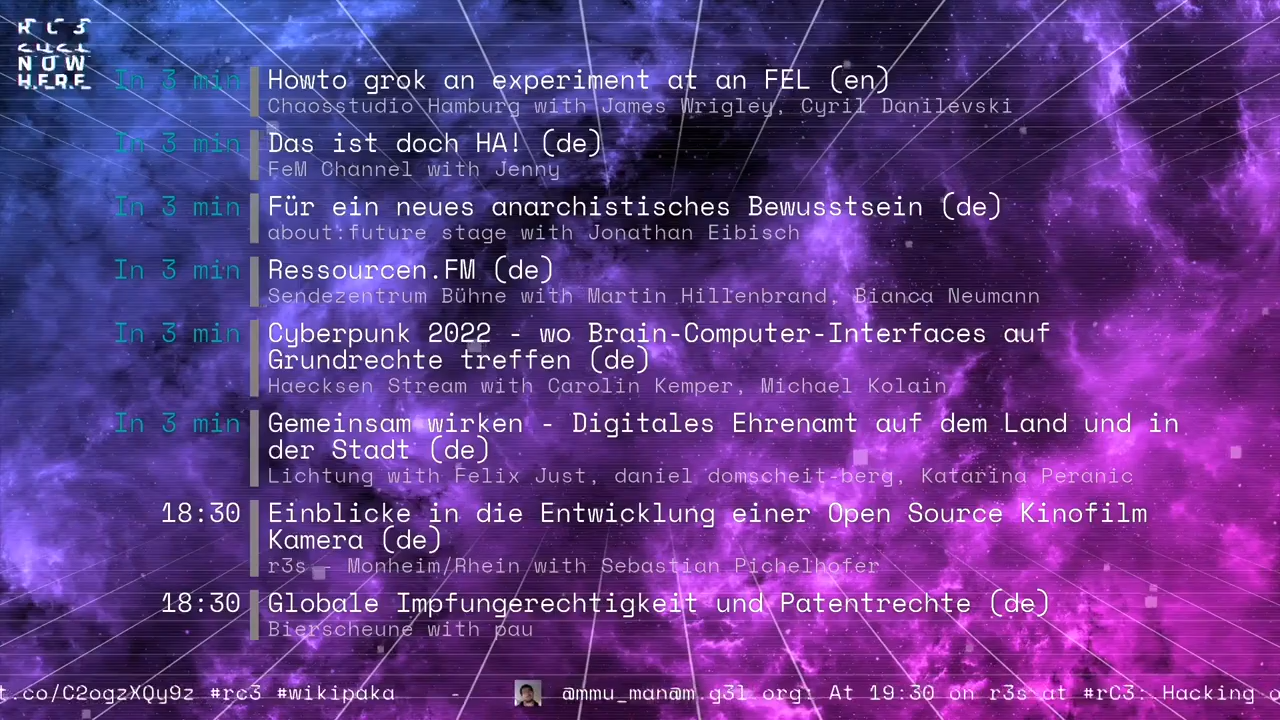 NOW
HERE
In 3 min Howto grok an experiment at an FEL (en)
Chaosstudio Hamburg with James Wrigley, Cyril Danilevski
In 3 min Das ist doch HA! (de)
FeM Channel with Jenny
In 3 min Für ein neues anarchistisches Bewusstsein (de)
about:future stage with Jonathan Eibisch
In 3 min Ressourcen.FM (de)
Sendezentrum Bühne with Martin Hillenbrand, Bianca Neumann
In 3 min Cyberpunk 2022 - wo Brain-Computer-Interfaces auf
Grundrechte treffen (de)
Haecksen Stream with Carolin Kemper, Michael Kolain
In 3 min Gemeinsam wirken - Digitales Ehrenamt auf dem Land und in
der Stadt (de)
Lichtung with Felix Just, daniel domscheit-berg, Katarina Peranic
18:30 Einblicke in die Entwicklung einer Open Source Kinofilm
Kamera (de)
r3s - Monheim/Rhein with Sebastian Pichelhofer
18:30 Globale Impfungerechtigkeit und Patentrechte (de)
Bierscheune with pau
t.co/C2ogzXQy9z #rc3 #wikipaka - @mmu_man@m.g3l.org: At 19:30 on r3s at #rC3: Hacking